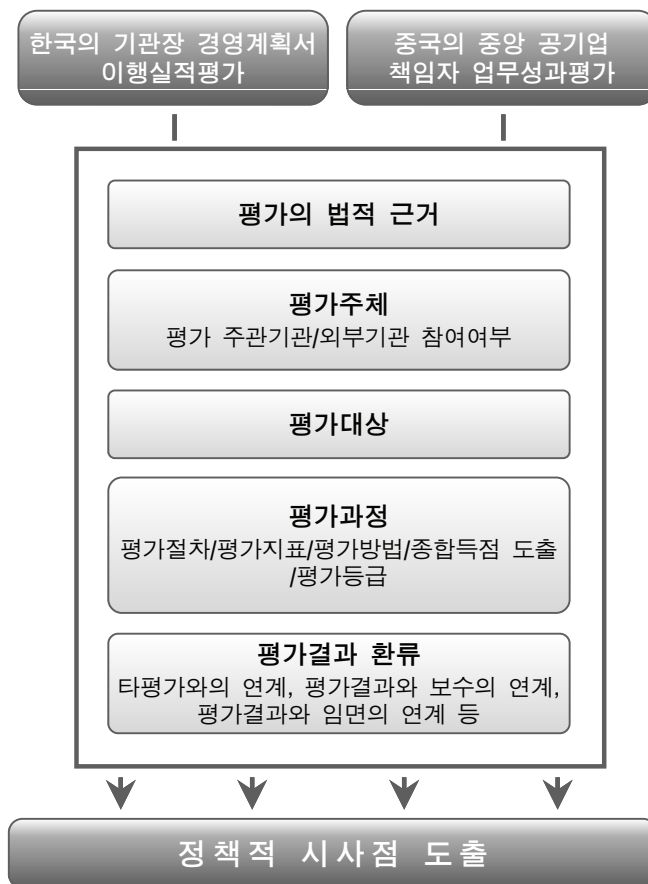 한국의 기관장 경영계획서
이행실적평가
중국의 중앙 공기업
책임자 업무성과평가
평가의 법적 근거
평가주체
평가 주관기관/외부기관 참여여부
평가대상
평가과정
평가절차/평가지표/평가방법/종합득점 도출
/평가등급
평가결과 환류
타평가와의 연계, 평가결과와 보수의 연계,
평가결과와 임면의 연계 등
정책적 시사점 도출